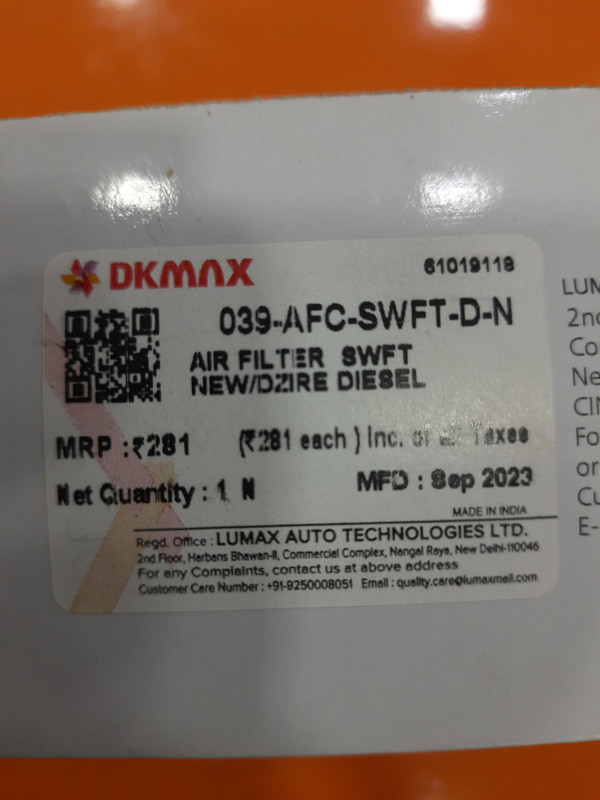 DKMAX
61019118
039-AFC-SWFT-D-N
AIR FILTER SWFT
NEW/DZIRE DIESEL
MRP : ₹281 (₹281 each ) Inc. of all Taxes
Net Quantity : 1 N
MFD : Sep 2023
MADE IN INDIA
Regd. Office : LUMAX AUTO TECHNOLOGIES LTD.
2nd Floor, Harbans Bhawan-II, Commercial Complex, Nangal Raya, New Delhi-110046
For any Complaints, contact us at above address
Customer Care Number : +91-9250008051 Email : quality.care@lumaxmail.com
LUM
2nd
Co
Ne
CIN
Fo
or
Cu
E-